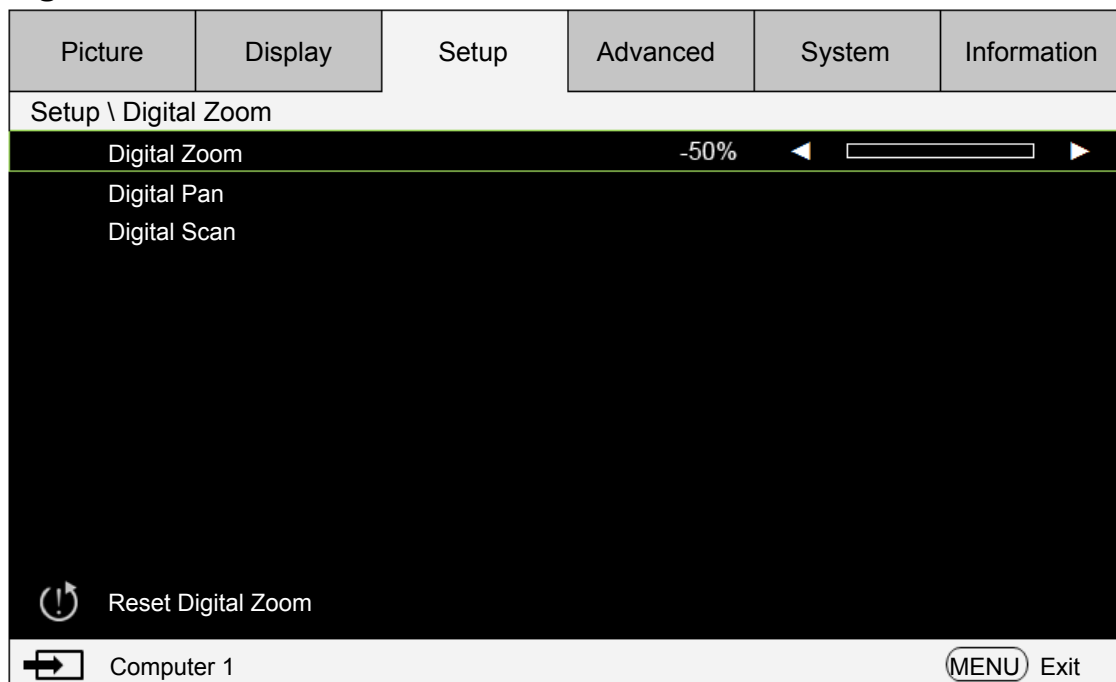 Picture Display Setup Advanced System Information
Setup \ Digital Zoom
Digital Zoom -50%
Digital Pan
Digital Scan
Reset Digital Zoom
Computer 1 MENU Exit